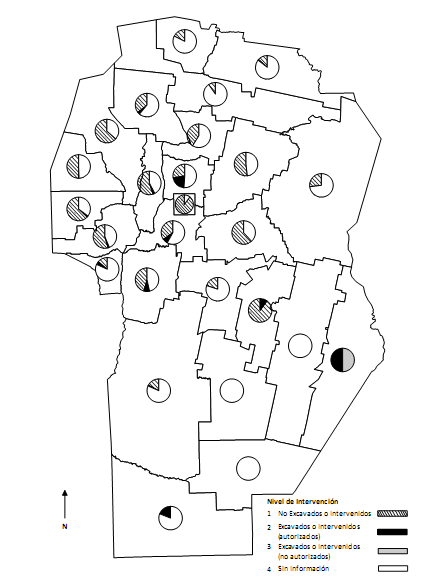 N
Nivel de Intervención
1 No Excavados o Intervenidos
2 Excavados o Intervenidos
(autorizados)
3 Excavados o Intervenidos
(no autorizados)
4 Sin Información